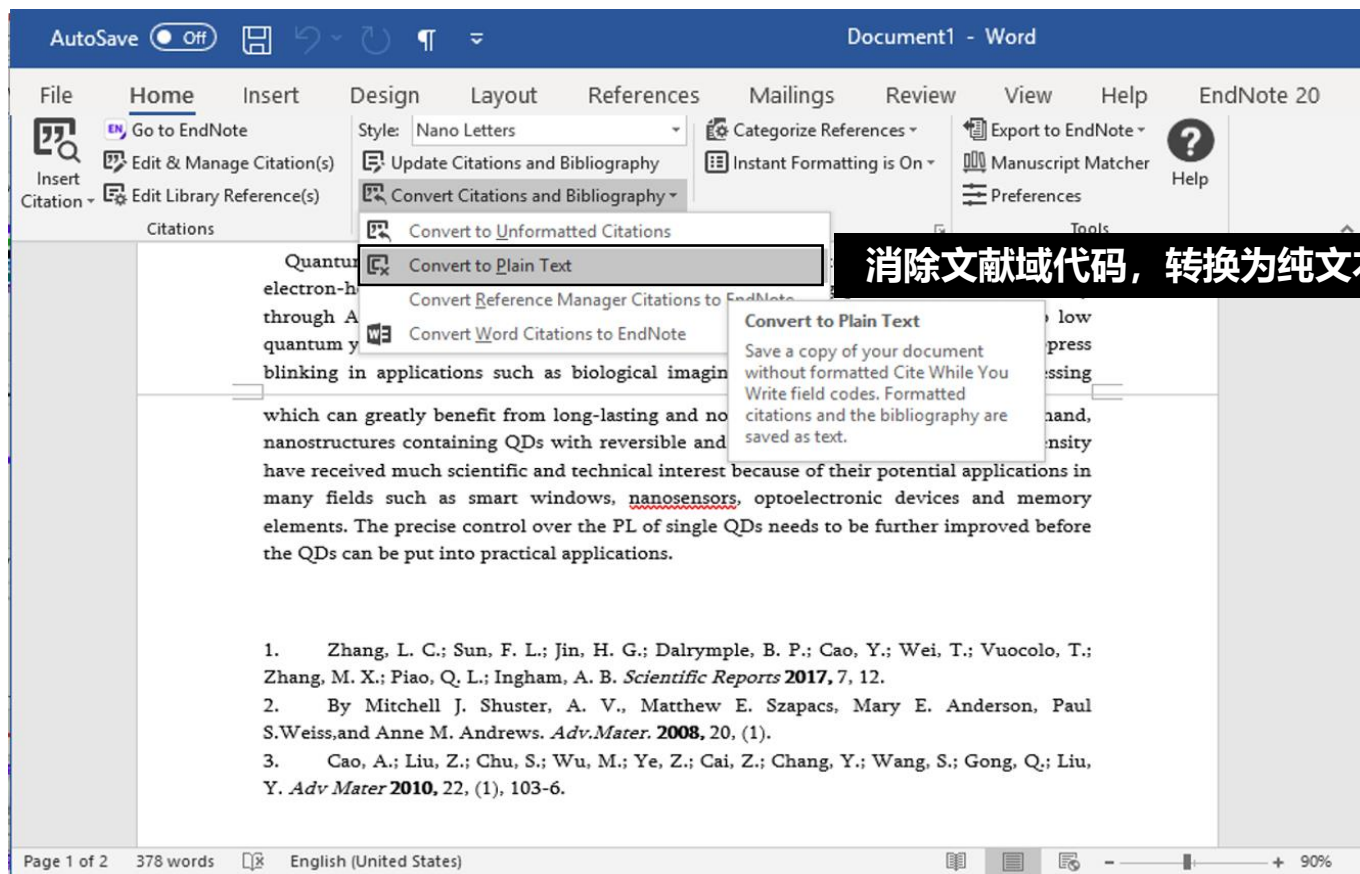 AutoSave Off
Document1 - Word
File Home Insert Design Layout References Mailings Review View Help EndNote 20
Insert Citation
Go to EndNote
Edit & Manage Citation(s)
Edit Library Reference(s)
Citations
Style: Nano Letters
Update Citations and Bibliography
Convert Citations and Bibliography
Categorize References
Instant Formatting is On
Export to EndNote
Manuscript Matcher
Preferences
Tools
Help
Convert to Unformatted Citations
Convert to Plain Text
Convert Reference Manager Citations to EndNote
Convert Word Citations to EndNote
消除文献域代码，转换为纯文
Convert to Plain Text
Save a copy of your document
without formatted Cite While You
Write field codes. Formatted
citations and the bibliography are
saved as text.
through A low
quantum y
blinking in applications such as biological
which can greatly benefit from long-lasting and
nanostructures containing QDs with reversible and
have received much scientific and technical interest because of their potential applications in
many fields such as smart windows, nanosensors, optoelectronic devices and memory
elements. The precise control over the PL of single QDs needs to be further improved before
the QDs can be put into practical applications.
1. Zhang, L. C.; Sun, F. L.; Jin, H. G.; Dalrymple, B. P.; Cao, Y.; Wei, T.; Vuocolo, T.;
Zhang, M. X.; Piao, Q. L.; Ingham, A. B. Scientific Reports 2017, 7, 12.
2. By Mitchell J. Shuster, A. V., Matthew E. Szapacs, Mary E. Anderson, Paul
S.Weiss,and Anne M. Andrews. Adv.Mater. 2008, 20, (1).
3. Cao, A.; Liu, Z.; Chu, S.; Wu, M.; Ye, Z.; Cai, Z.; Chang, Y.; Wang, S.; Gong, Q.; Liu,
Y. Adv Mater 2010, 22, (1), 103-6.
Page 1 of 2 378 words English (United States) 90%